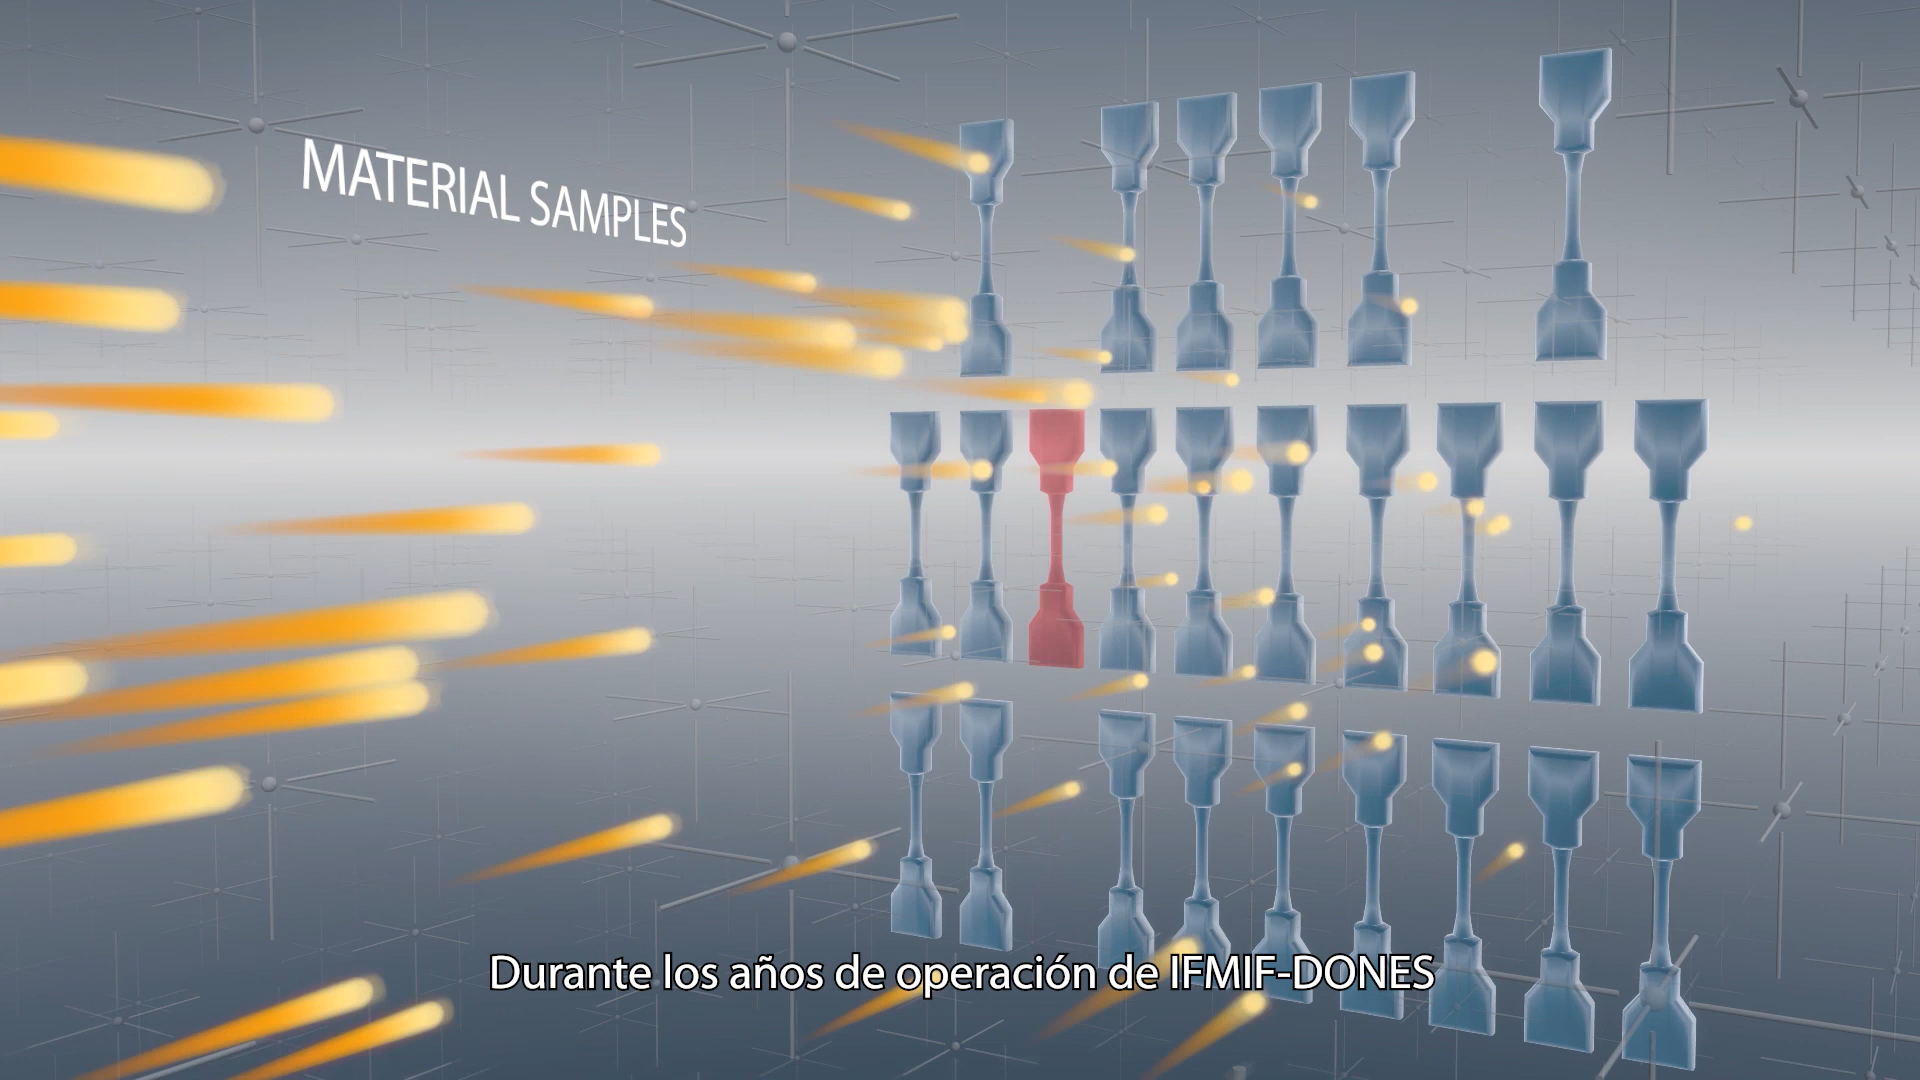 MATERIAL SAMPLES
Durante los años de operación de IFMIF-DONES